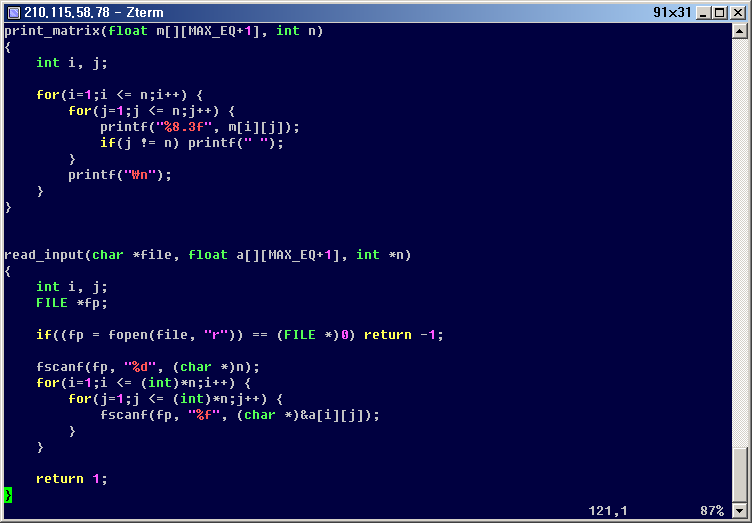 210.115.58.78 - Zterm 91×31
print_matrix(float m[][MAX_EQ+1], int n)
{
    int i, j;

    for(i=1;i <= n;i++) {
        for(j=1;j <= n;j++) {
            printf("%8.3f", m[i][j]);
            if(j != n) printf(" ");
        }
        printf("₩n");
    }
}


read_input(char *file, float a[][MAX_EQ+1], int *n)
{
    int i, j;
    FILE *fp;

    if((fp = fopen(file, "r")) == (FILE *)0) return -1;

    fscanf(fp, "%d", (char *)n);
    for(i=1;i <= (int)*n;i++) {
        for(j=1;j <= (int)*n;j++) {
            fscanf(fp, "%f", (char *)&a[i][j]);
        }
    }

    return 1;
}
121,1 87%